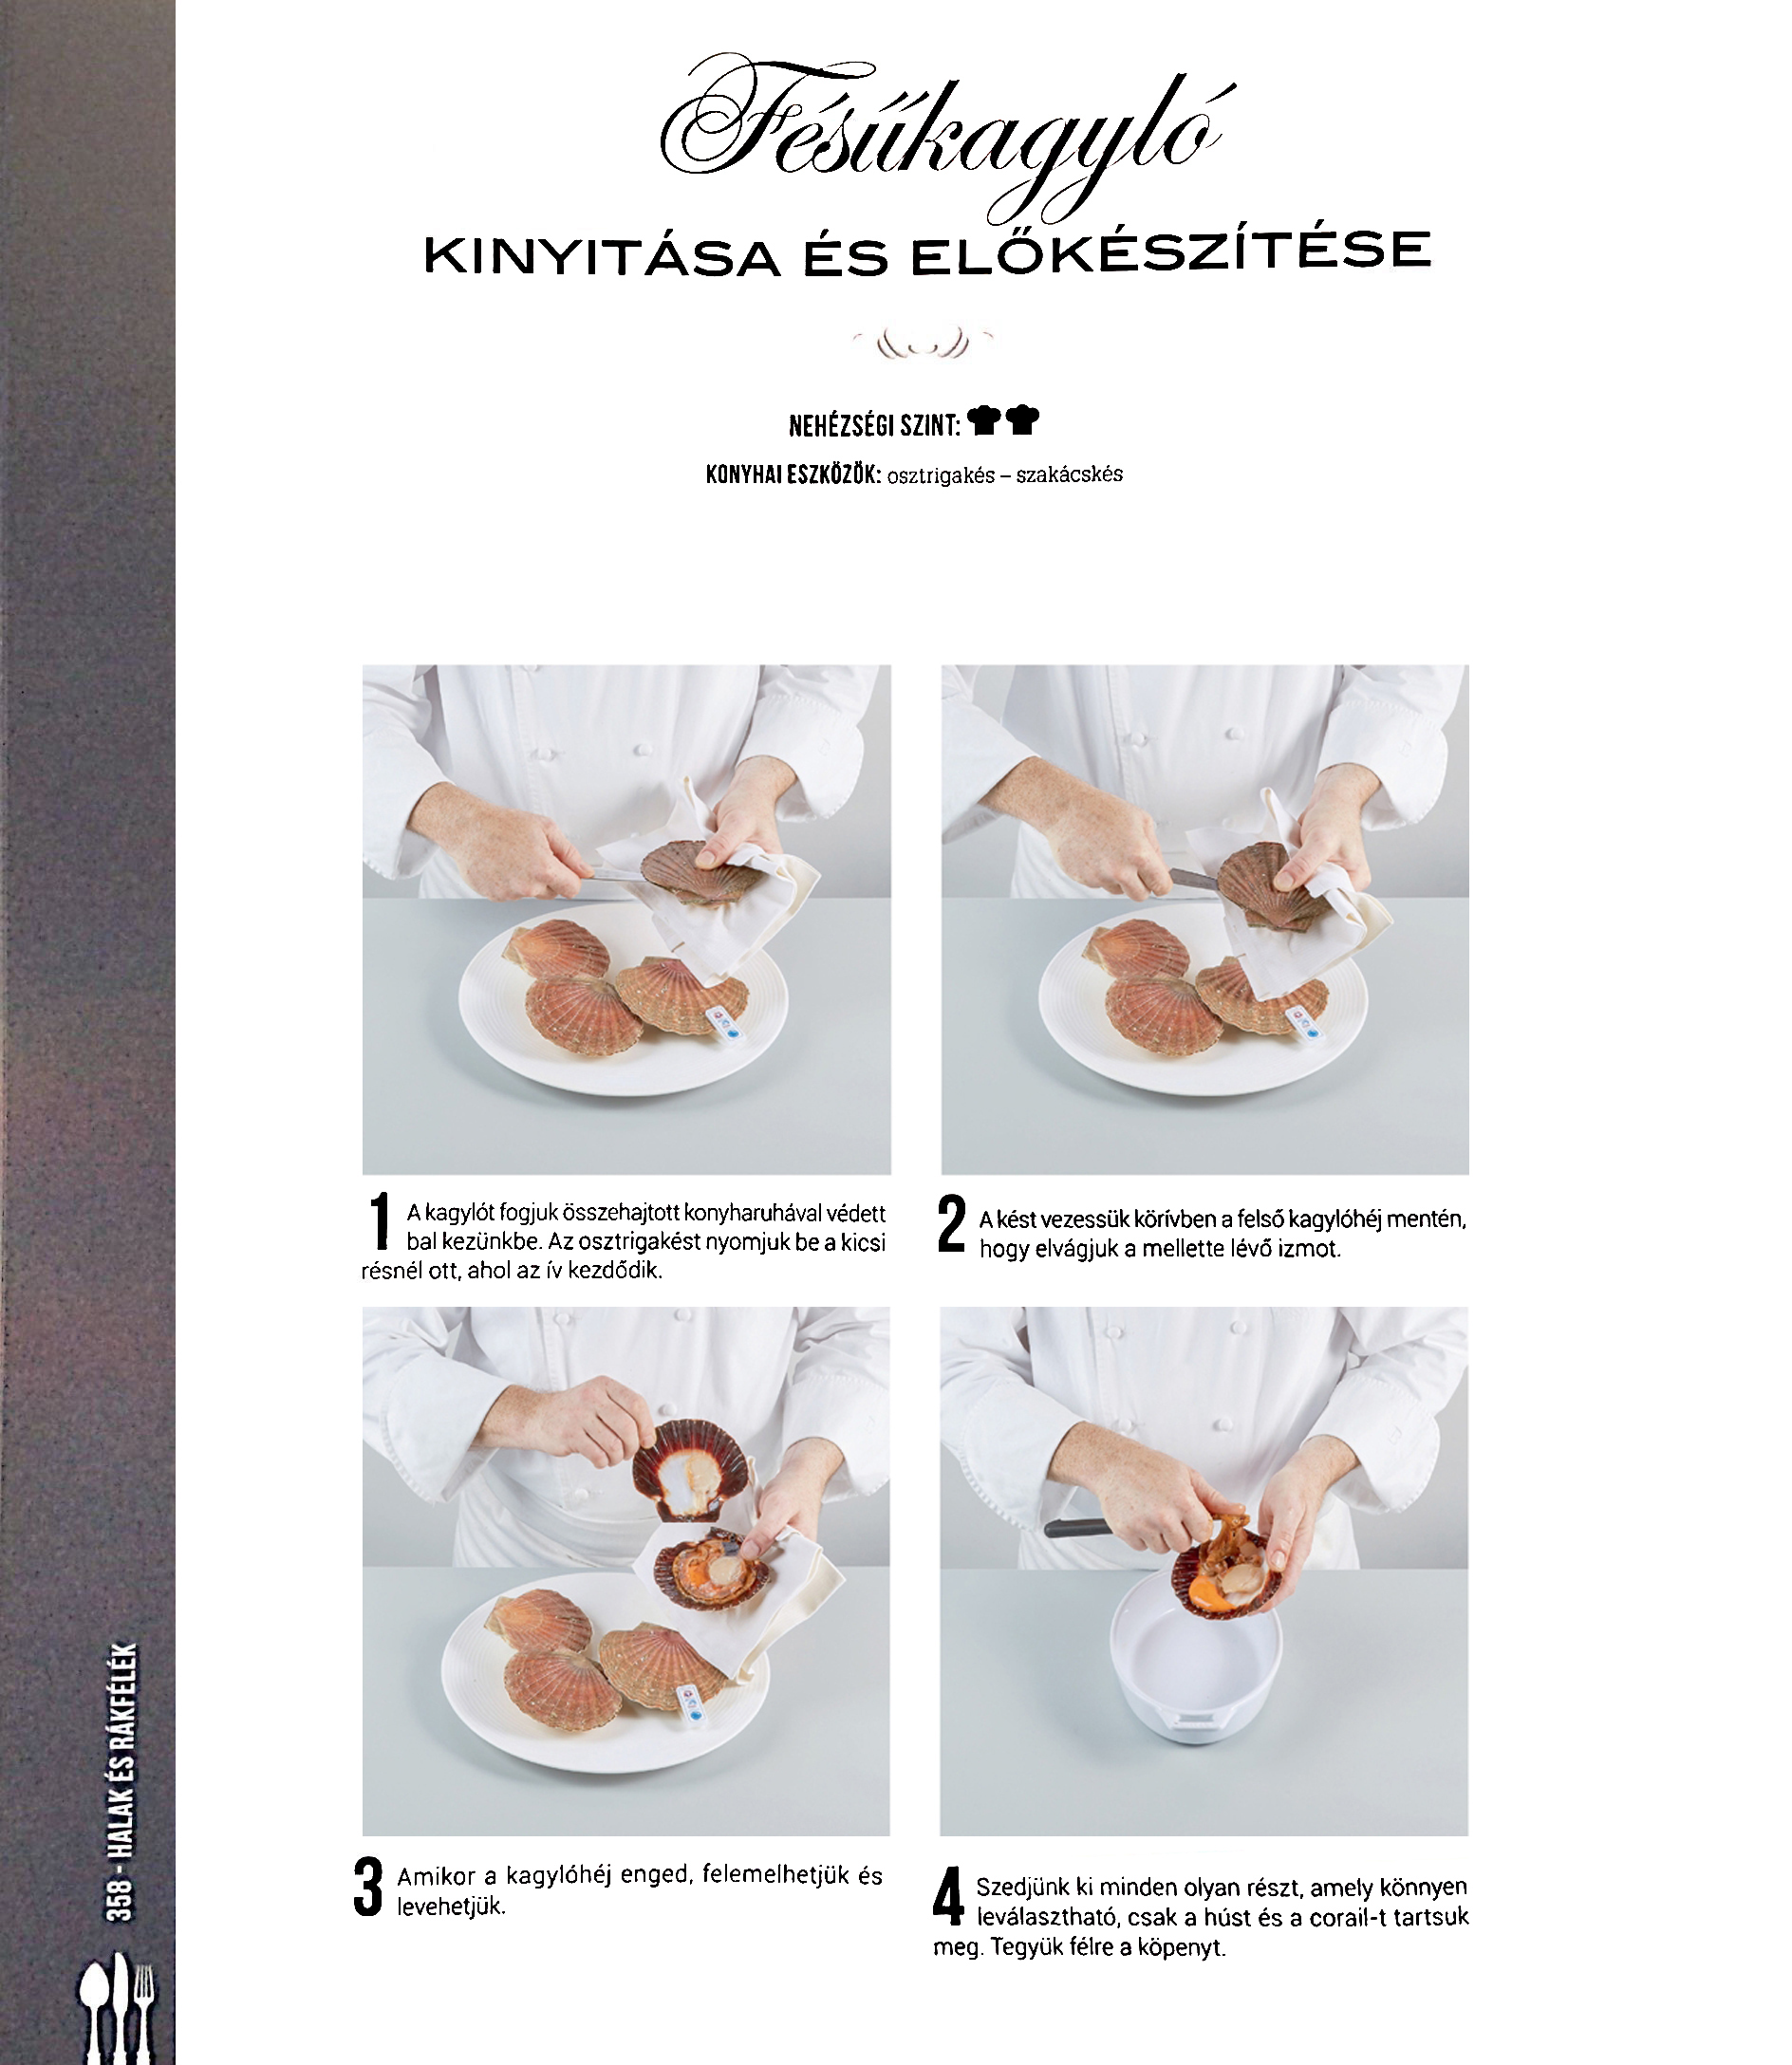 Fésűkagyló
KINYITÁSA ÉS ELŐKÉSZÍTÉSE
NEHÉZSÉGI SZINT:
KONYHAI ESZKÖZÖK: osztrigakés – szakácskés
1 A kagylót fogjuk összehajtott konyharuhával védett
bal kezünkbe. Az osztrigakést nyomjuk be a kicsi
résnél ott, ahol az ív kezdődik.
2 A kést vezessük körívben a felső kagylóhéj mentén,
hogy elvágjuk a mellette lévő izmot.
3 Amikor a kagylóhéj enged, felemelhetjük és
levehetjük.
4 Szedjünk ki minden olyan részt, amely könnyen
leválasztható, csak a húst és a corail-t tartsuk
meg. Tegyük félre a köpenyt.
358 - HALAK ÉS RÁKFÉLÉK